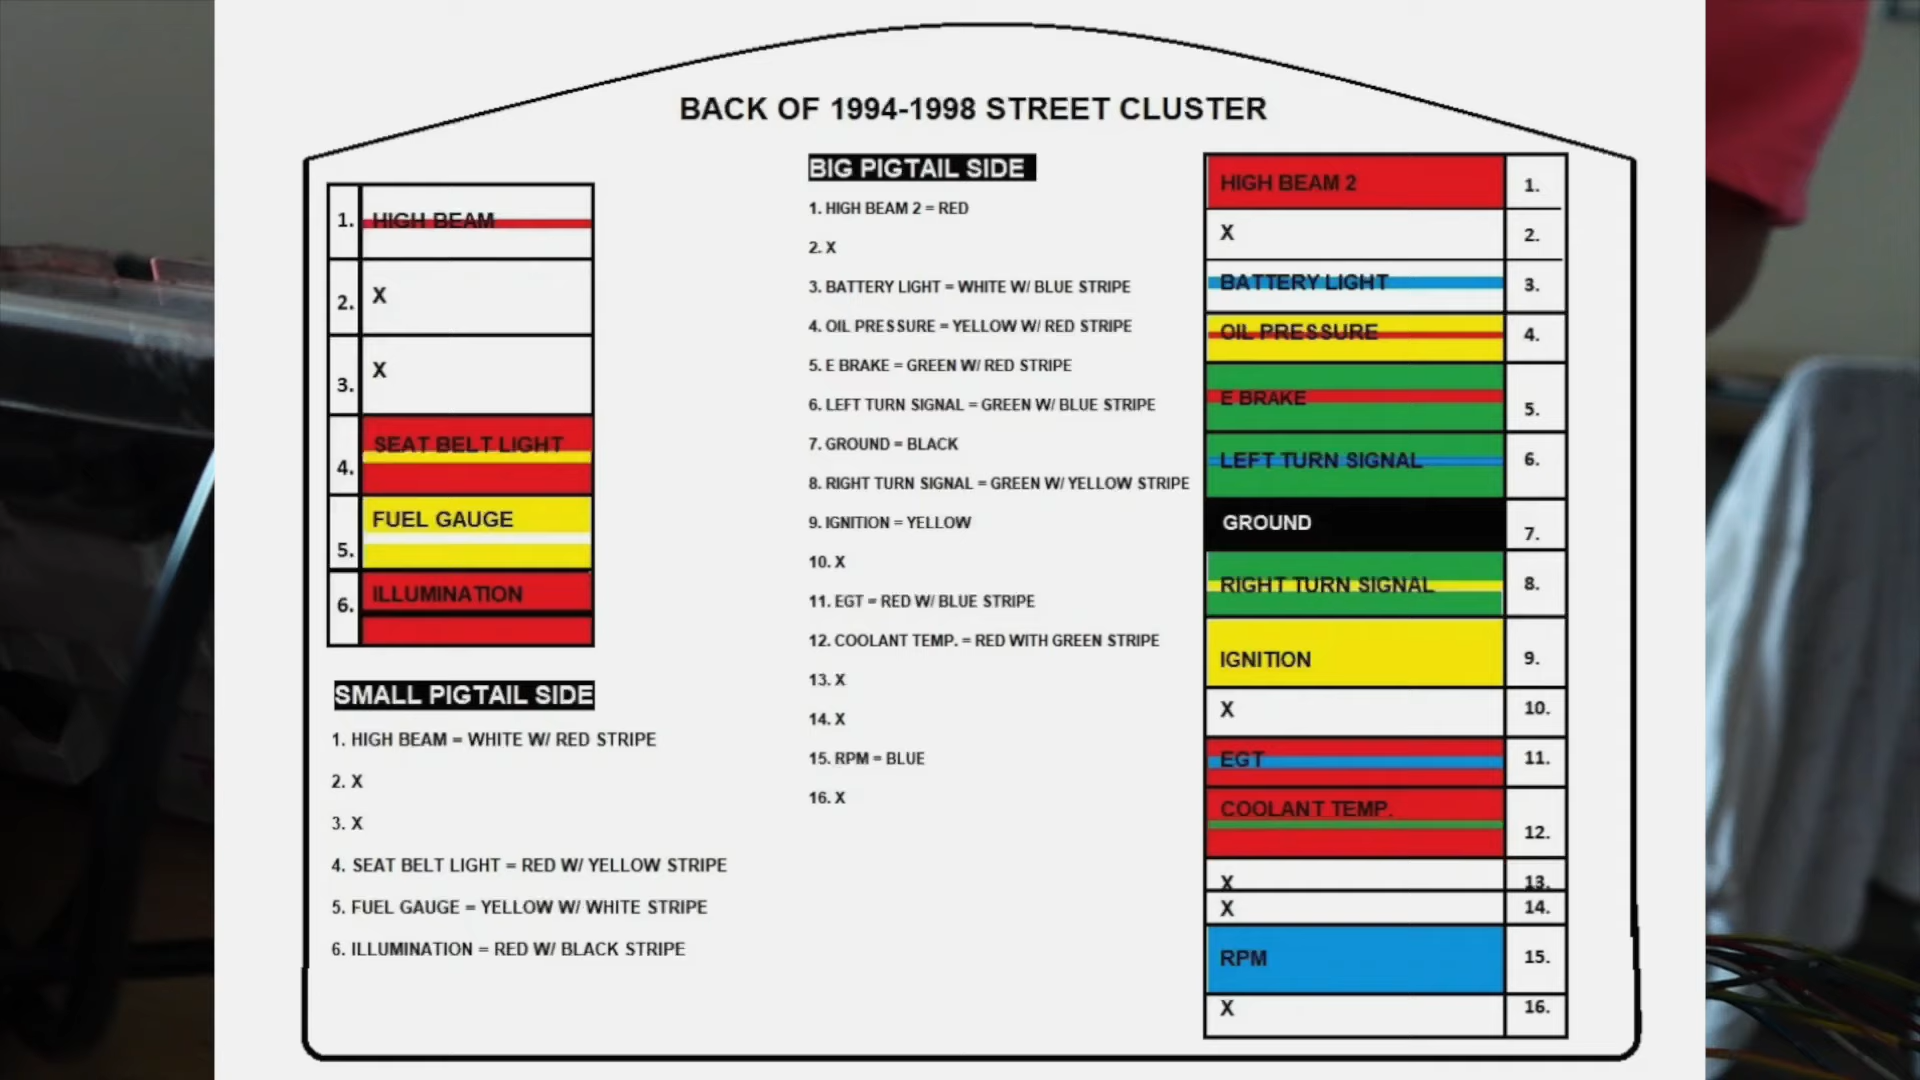 BACK OF 1994-1998 STREET CLUSTER
1. HIGH BEAM
2. X
3. X
4. SEAT BELT LIGHT
5. FUEL GAUGE
6. ILLUMINATION
SMALL PIGTAIL SIDE
1. HIGH BEAM = WHITE W/ RED STRIPE
2. X
3. X
4. SEAT BELT LIGHT = RED W/ YELLOW STRIPE
5. FUEL GAUGE = YELLOW W/ WHITE STRIPE
6. ILLUMINATION = RED W/ BLACK STRIPE
BIG PIGTAIL SIDE
1. HIGH BEAM 2 = RED
2. X
3. BATTERY LIGHT = WHITE W/ BLUE STRIPE
4. OIL PRESSURE = YELLOW W/ RED STRIPE
5. E BRAKE = GREEN W/ RED STRIPE
6. LEFT TURN SIGNAL = GREEN W/ BLUE STRIPE
7. GROUND = BLACK
8. RIGHT TURN SIGNAL = GREEN W/ YELLOW STRIPE
9. IGNITION = YELLOW
10. X
11. EGT = RED W/ BLUE STRIPE
12. COOLANT TEMP. = RED WITH GREEN STRIPE
13. X
14. X
15. RPM = BLUE
16. X
HIGH BEAM 2 1.
X 2.
BATTERY LIGHT 3.
OIL PRESSURE 4.
E BRAKE 5.
LEFT TURN SIGNAL 6.
GROUND 7.
RIGHT TURN SIGNAL 8.
IGNITION 9.
X 10.
EGT 11.
COOLANT TEMP. 12.
X 13.
X 14.
RPM 15.
X 16.